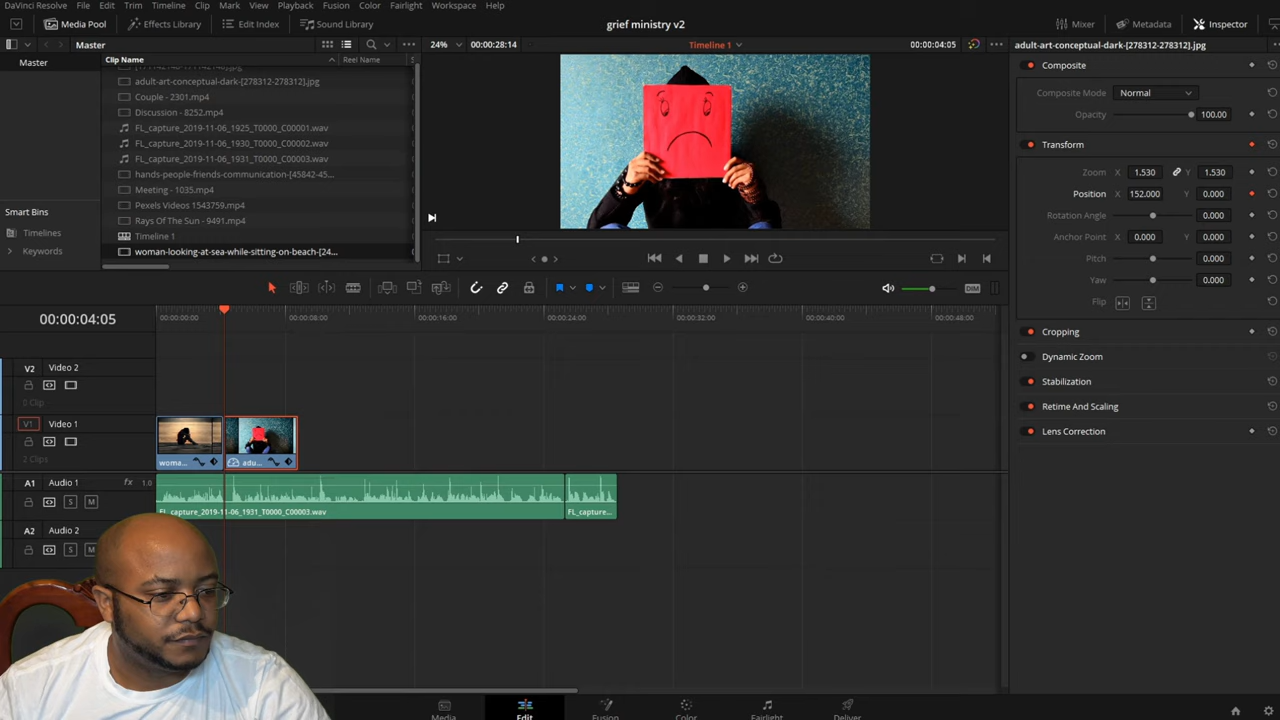 DaVinci Resolve File Edit Trim Timeline Clip Mark View Playback Fusion Color Fairlight Workspace Help
Media Pool Effects Library Edit Index Sound Library grief ministry v2 Mixer Metadata Inspector
Master 24% 00:00:28:14 Timeline 1 00:00:04:05 adult-art-conceptual-dark-[278312-278312].jpg
Master
Clip Name Reel Name
adult-art-conceptual-dark-[278312-278312].jpg
Couple - 2301.mp4
Discussion - 8252.mp4
FL_capture_2019-11-06_1925_T0000_C00001.wav
FL_capture_2019-11-06_1930_T0000_C00002.wav
FL_capture_2019-11-06_1931_T0000_C00003.wav
hands-people-friends-communication-[45842-45...
Meeting - 1035.mp4
Pexels Videos 1543759.mp4
Rays Of The Sun - 9491.mp4
Timeline 1
woman-looking-at-sea-while-sitting-on-beach-[24...
Smart Bins
Timelines
Keywords
Composite
Composite Mode Normal
Opacity 100.00
Transform
Zoom X 1.530 Y 1.530
Position X 152.000 Y 0.000
Rotation Angle 0.000
Anchor Point X 0.000 Y 0.000
Pitch 0.000
Yaw 0.000
Flip
Cropping
Dynamic Zoom
Stabilization
Retime And Scaling
Lens Correction
DIM
00:00:04:05
00:00:00:00 00:00:08:00 00:00:16:00 00:00:24:00 00:00:32:00 00:00:40:00 00:00:48:00
V2 Video 2
0 Clip
V1 Video 1
2 Clips
woma... adu...
A1 Audio 1 fx 1.0
S M
FL_capture_2019-11-06_1931_T0000_C00003.wav FL_capture...
A2 Audio 2
S M
Media Edit Fusion Color Fairlight Deliver